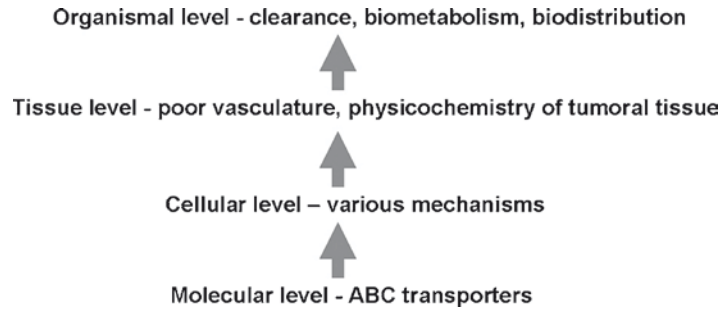 Organismal level - clearance, biometabolism, biodistribution
Tissue level - poor vasculature, physicochemistry of tumoral tissue
Cellular level – various mechanisms
Molecular level - ABC transporters